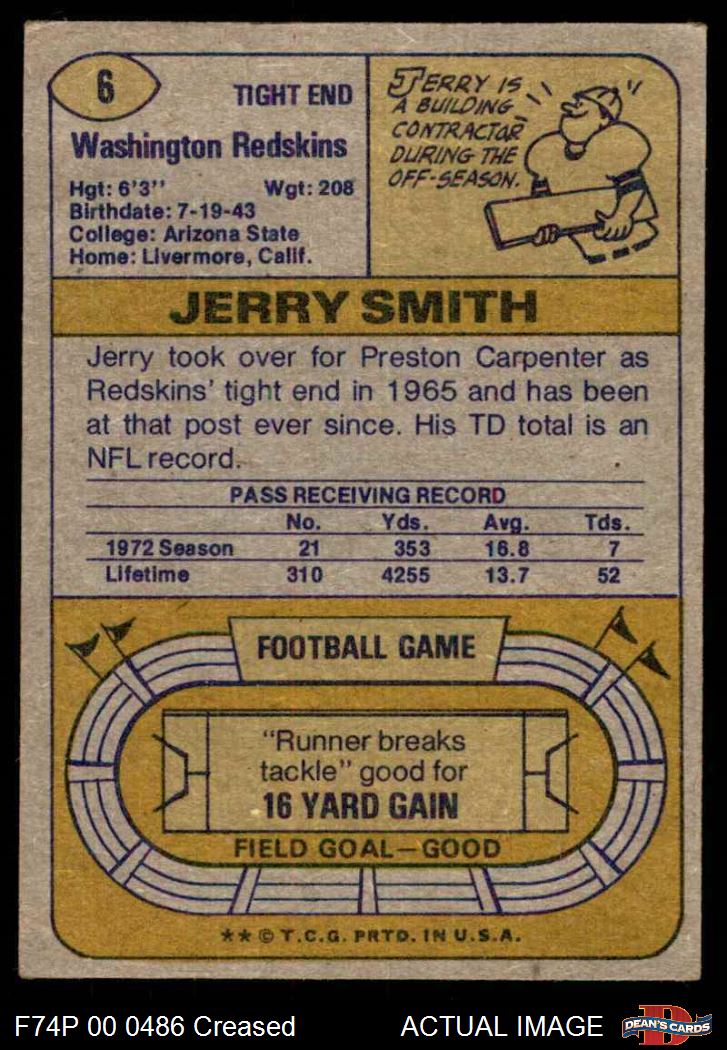 6
TIGHT END
Washington Redskins
Hgt: 6'3" Wgt: 208
Birthdate: 7-19-43
College: Arizona State
Home: Livermore, Calif.
JERRY IS
A BUILDING
CONTRACTOR
DURING THE
OFF-SEASON.
JERRY SMITH
Jerry took over for Preston Carpenter as
Redskins' tight end in 1965 and has been
at that post ever since. His TD total is an
NFL record.
PASS RECEIVING RECORD
No. Yds. Avg. Tds.
1972 Season 21 353 16.8 7
Lifetime 310 4255 13.7 52
FOOTBALL GAME
"Runner breaks
tackle" good for
16 YARD GAIN
FIELD GOAL—GOOD
** © T.C.G. PRTD. IN U.S.A.
F74P 00 0486 Creased ACTUAL IMAGE
D
DEAN'S CARDS